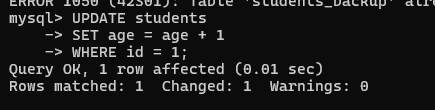 ERROR 1050 (42S01): Table 'students_backup' alre
mysql> UPDATE students
    -> SET age = age + 1
    -> WHERE id = 1;
Query OK, 1 row affected (0.01 sec)
Rows matched: 1  Changed: 1  Warnings: 0